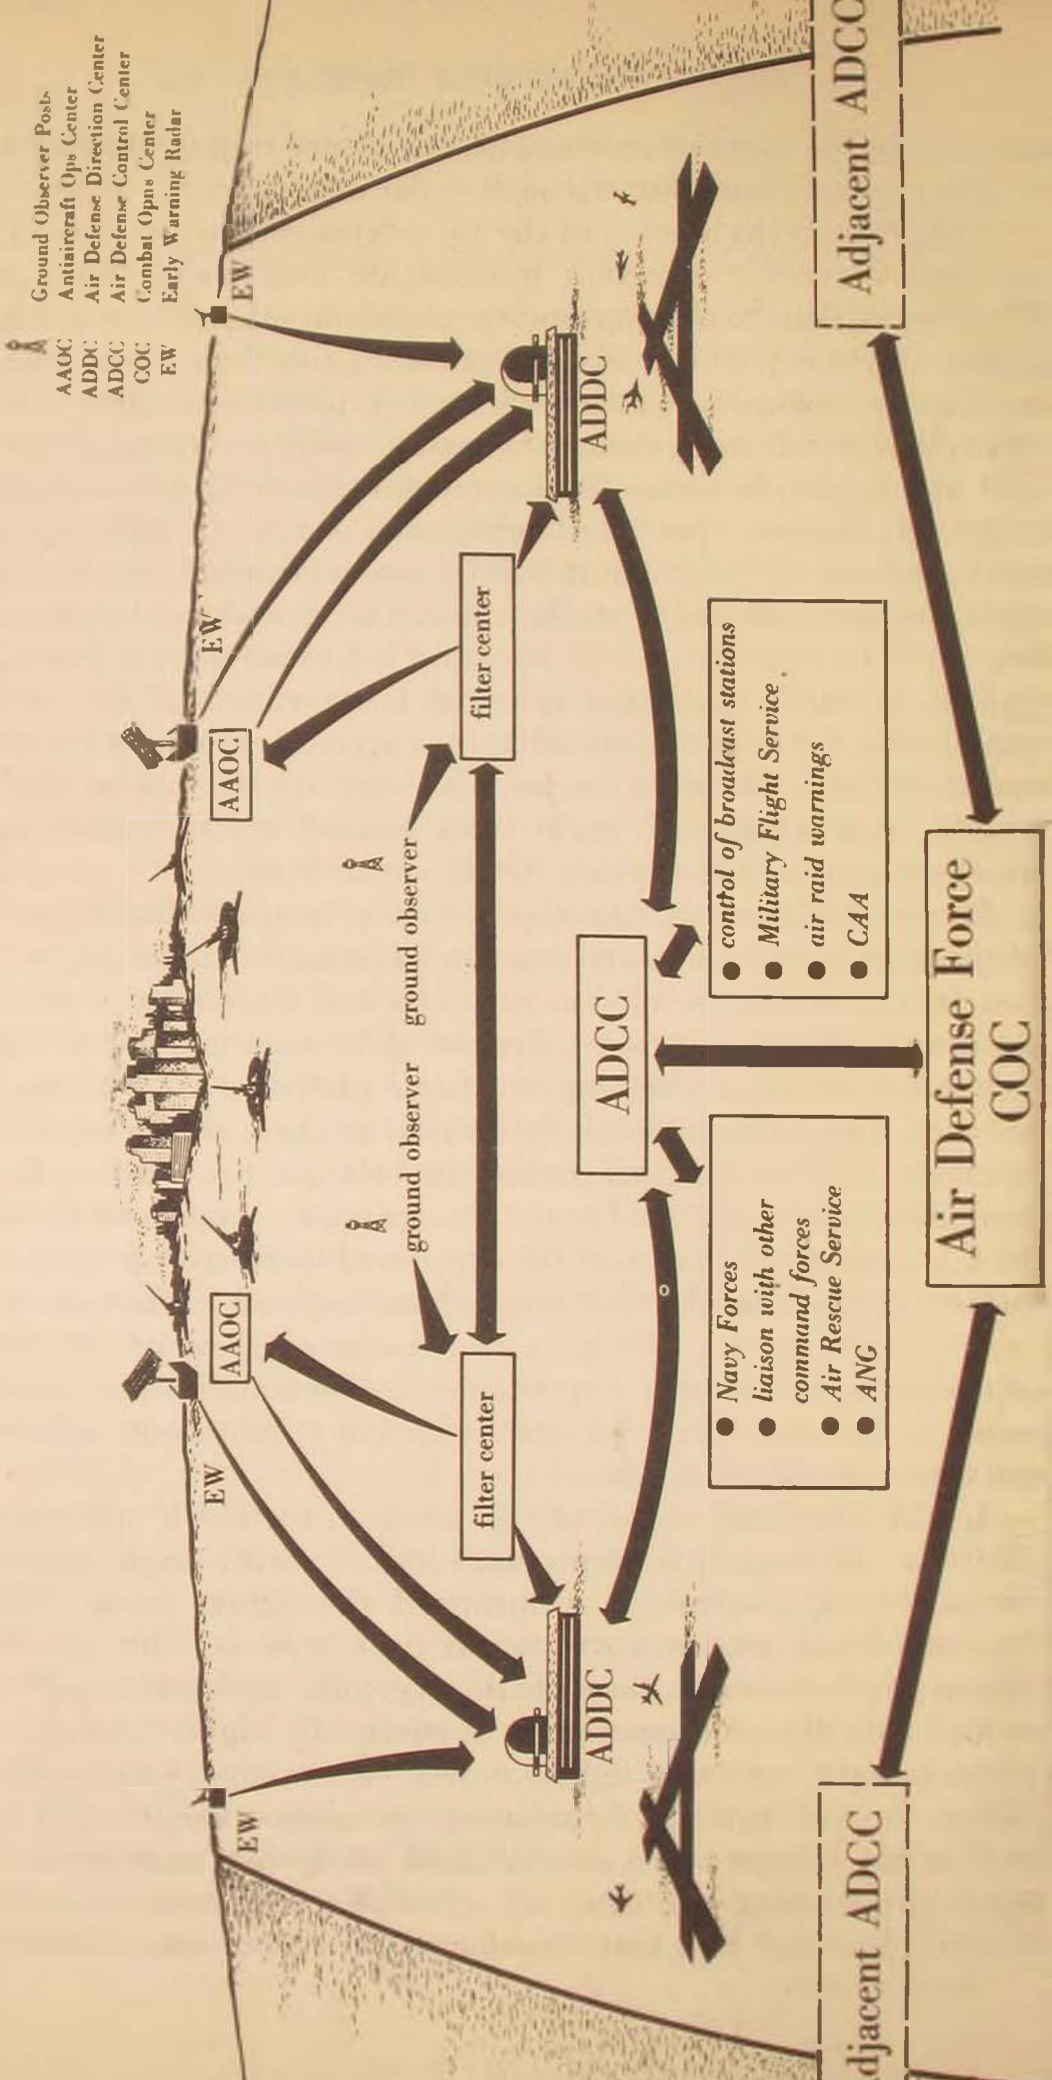 Ground Observer Posts
AAOC Antiaircraft Ops Center
ADDC Air Defense Direction Center
ADCC Air Defense Control Center
COC Combat Opns Center
EW Early Warning Radar
EW
EW
EW
EW
AAOC
AAOC
ground observer
ground observer
filter center
filter center
ADDC
ADDC
ADCC
• Navy Forces
• liaison with other
command forces
• Air Rescue Service
• ANG
• control of broadcast stations
• Military Flight Service
• air raid warnings
• CAA
djacent ADCC
Adjacent ADCC
Air Defense Force
COC